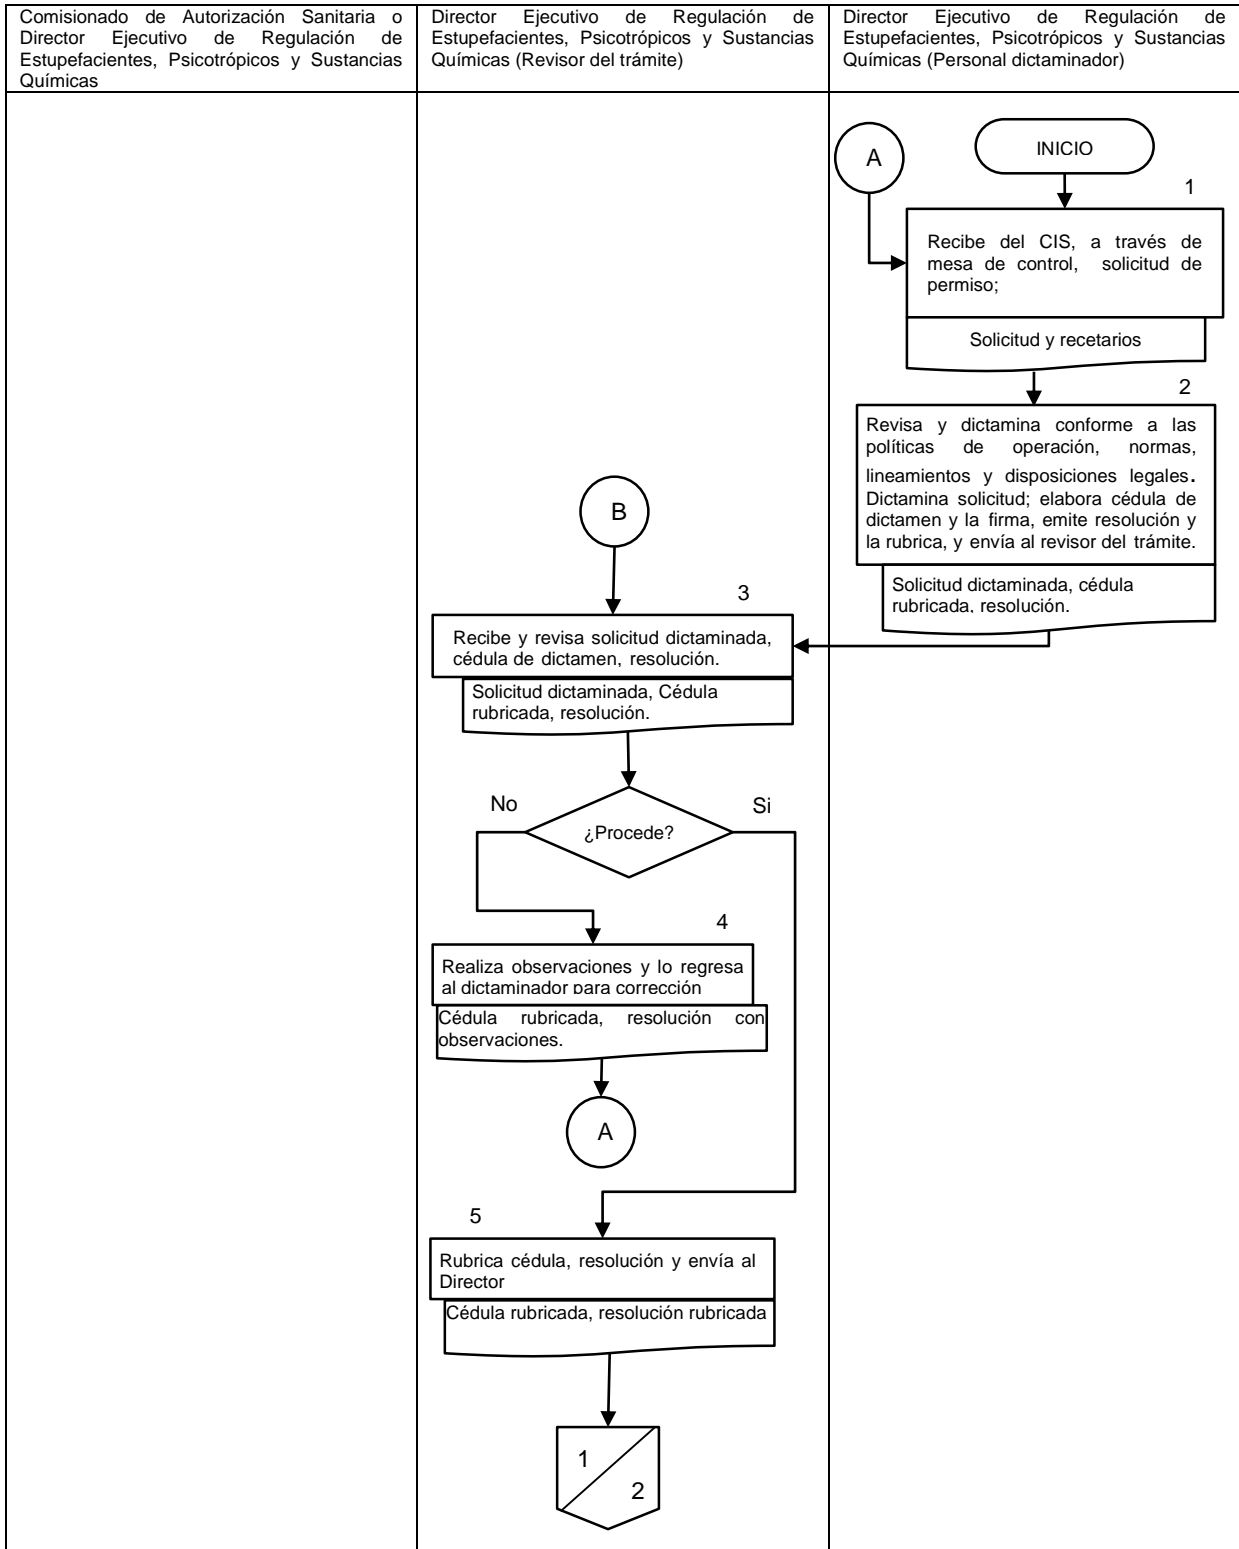 Comisionado de Autorización Sanitaria o
Director Ejecutivo de Regulación de
Estupefacientes, Psicotrópicos y Sustancias
Químicas
Director Ejecutivo de Regulación de
Estupefacientes, Psicotrópicos y Sustancias
Químicas (Revisor del trámite)
Director Ejecutivo de Regulación de
Estupefacientes, Psicotrópicos y Sustancias
Químicas (Personal dictaminador)
A
INICIO
1
Recibe del CIS, a través de
mesa de control, solicitud de
permiso;
Solicitud y recetarios
2
Revisa y dictamina conforme a las
políticas de operación, normas,
lineamientos y disposiciones legales.
Dictamina solicitud; elabora cédula de
dictamen y la firma, emite resolución y
la rubrica, y envía al revisor del trámite.
Solicitud dictaminada, cédula
rubricada, resolución.
B
3
Recibe y revisa solicitud dictaminada,
cédula de dictamen, resolución.
Solicitud dictaminada, Cédula
rubricada, resolución.
No
Si
¿Procede?
4
Realiza observaciones y lo regresa
al dictaminador para corrección
Cédula rubricada, resolución con
observaciones.
A
5
Rubrica cédula, resolución y envía al
Director
Cédula rubricada, resolución rubricada
1
2